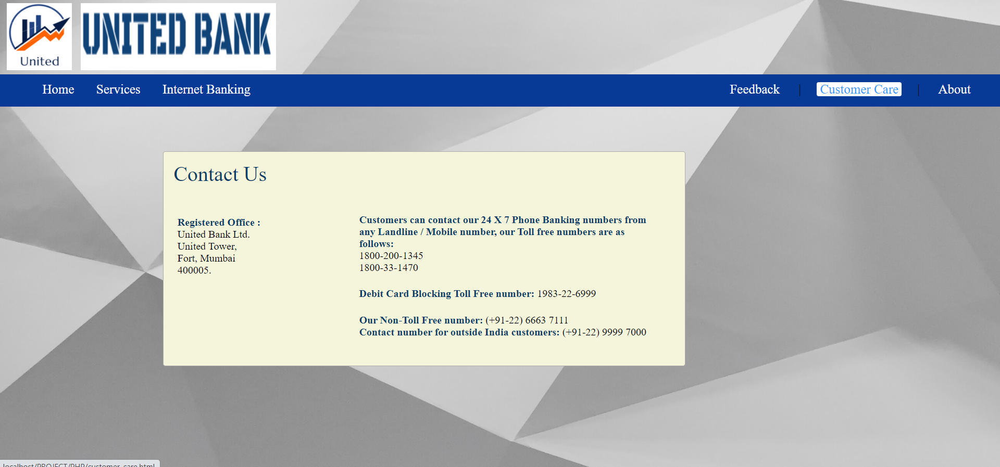 United
UNITED BANK
Home Services Internet Banking Feedback | Customer Care | About
Contact Us
Registered Office :
United Bank Ltd.
United Tower,
Fort, Mumbai
400005.
Customers can contact our 24 X 7 Phone Banking numbers from
any Landline / Mobile number, our Toll free numbers are as
follows:
1800-200-1345
1800-33-1470
Debit Card Blocking Toll Free number: 1983-22-6999
Our Non-Toll Free number: (+91-22) 6663 7111
Contact number for outside India customers: (+91-22) 9999 7000
localhost/PROJECT/PHP/customer_care.html